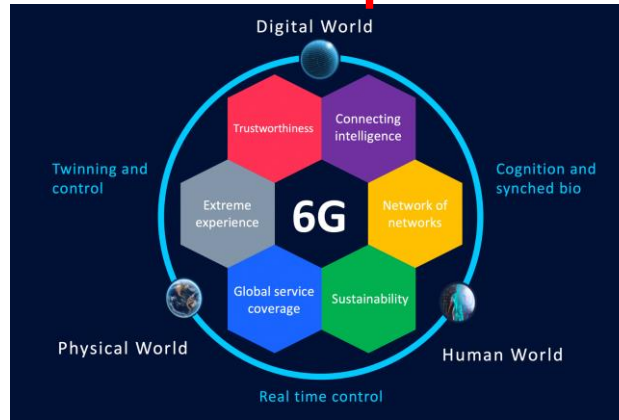 Digital World
Trustworthiness
Connecting
intelligence
Twinning and
control
Cognition and
synched bio
Extreme
experience
6G
Network of
networks
Global service
coverage
Sustainability
Physical World
Human World
Real time control